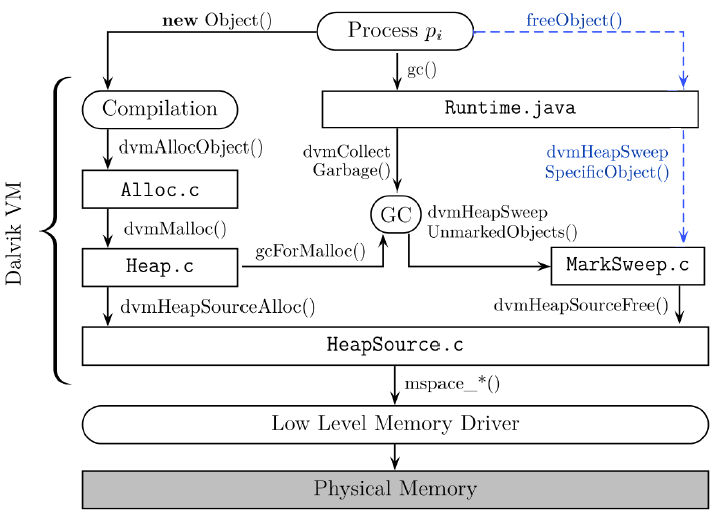 new Object()
Process pi
freeObject()
gc()
Compilation
Runtime.java
dvmAllocObject()
dvmCollect
Garbage()
dvmHeapSweep
SpecificObject()
Alloc.c
dvmMalloc()
GC
dvmHeapSweep
UnmarkedObjects()
Heap.c
gcForMalloc()
MarkSweep.c
dvmHeapSourceAlloc()
dvmHeapSourceFree()
HeapSource.c
Dalvik VM
mspace_*()
Low Level Memory Driver
Physical Memory